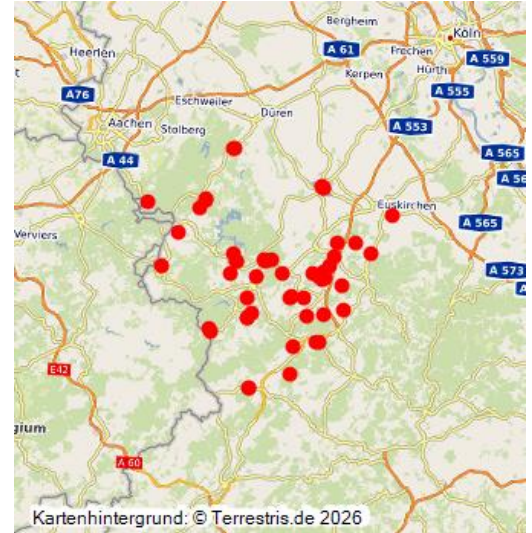 Bergheim
Heerlen
A 61
Frechen
Köln
A 559
Kerpen
Hürth
A76
Eschweiler
A 555
Düren
Aachen
Stolberg
A 553
A 44
A 565
A 56
Euskirchen
A 565
Verviers
A 573
E42
gium
A 60
Kartenhintergrund: © Terrestris.de 2026